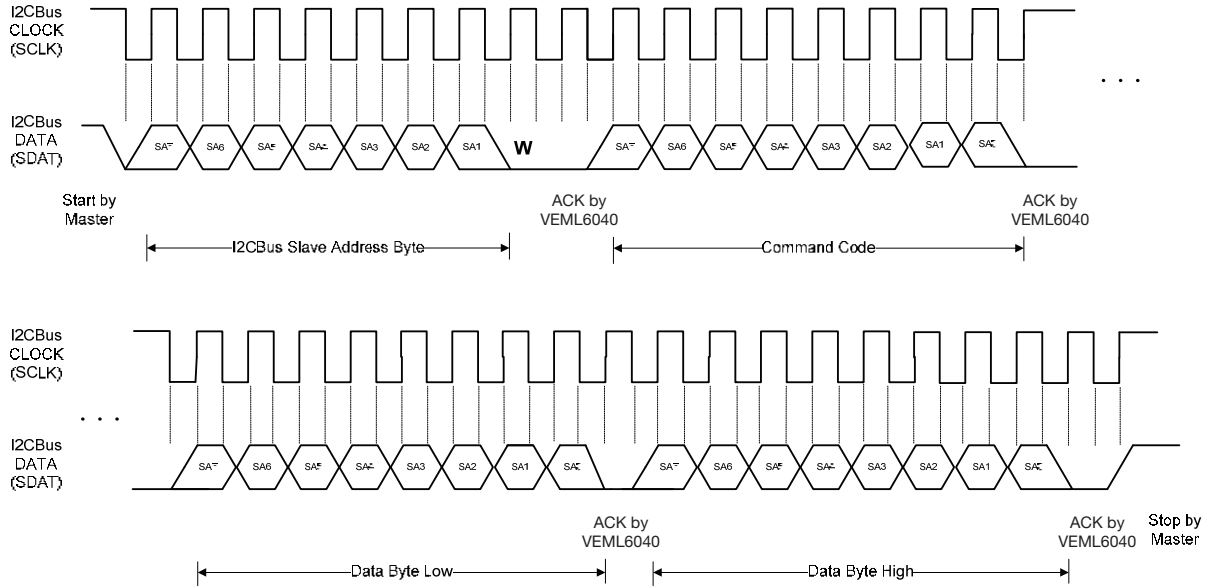 I2CBus
CLOCK
(SCLK)
. . .
I2CBus
DATA
(SDAT)
SA6 SA3 SA2 SA1 W SA6 SA3 SA2 SA1
Start by
Master
ACK by
VEML6040
ACK by
VEML6040
I2CBus Slave Address Byte
Command Code
I2CBus
CLOCK
(SCLK)
. . .
I2CBus
DATA
(SDAT)
SA6 SA3 SA2 SA1 SA6 SA3 SA2 SA1
ACK by
VEML6040
ACK by
VEML6040
Stop by
Master
Data Byte Low
Data Byte High